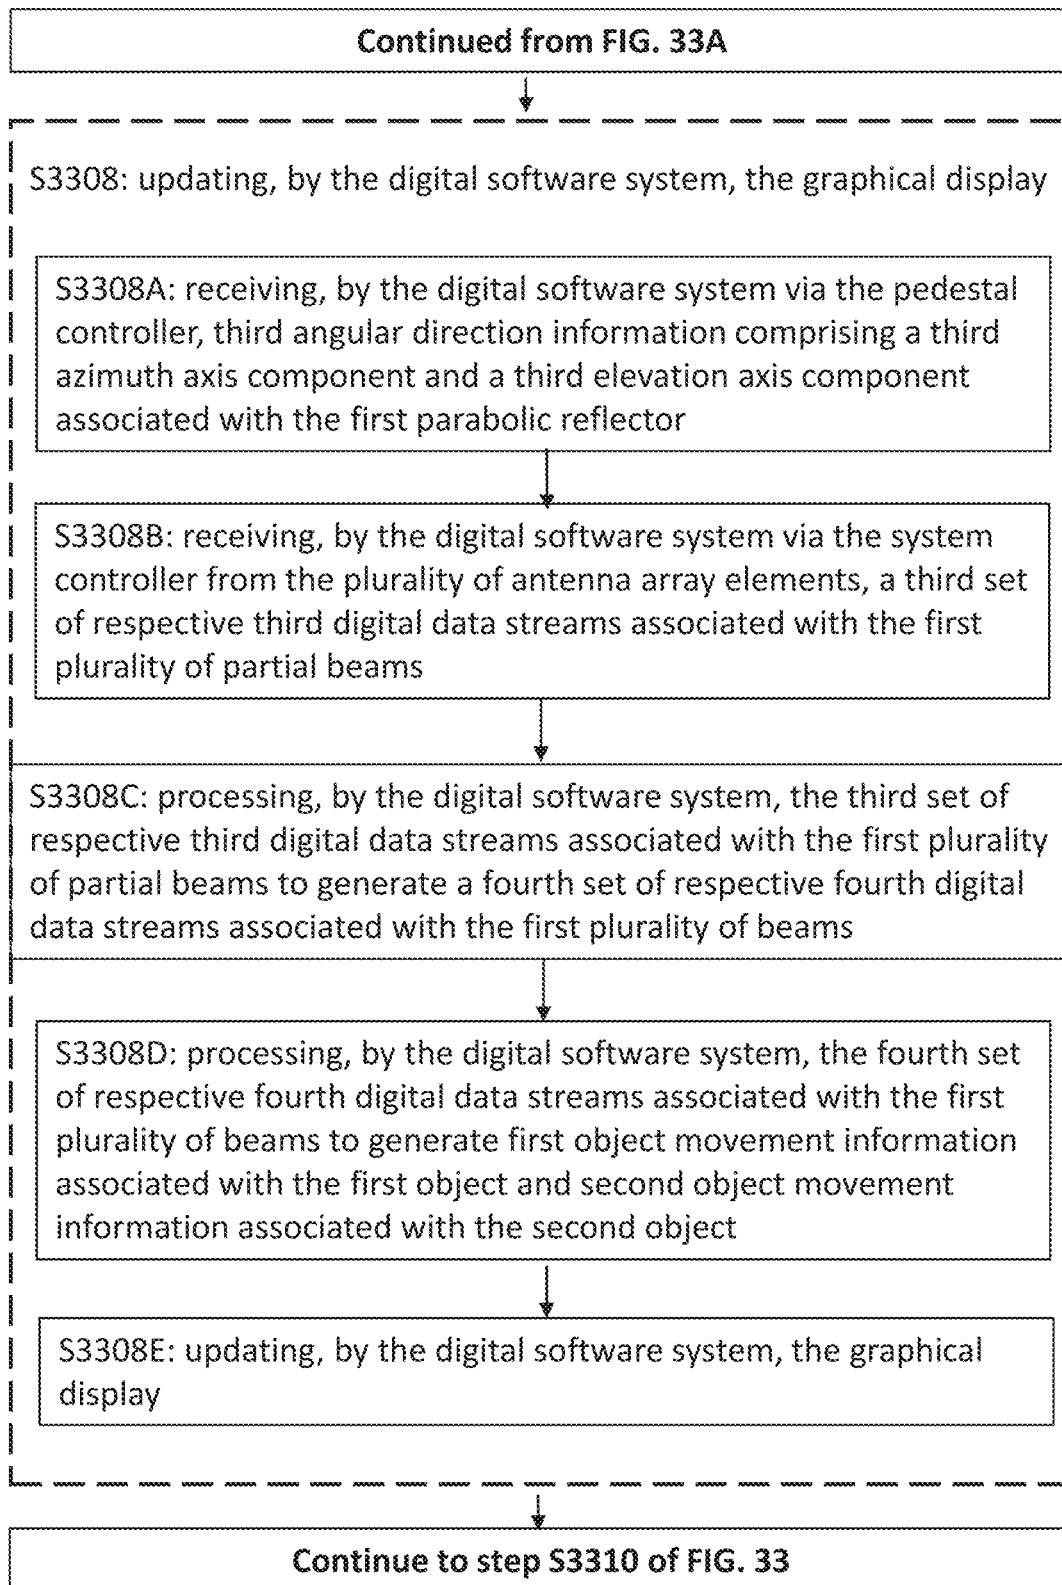 Continued from FIG. 33A
S3308: updating, by the digital software system, the graphical display
S3308A: receiving, by the digital software system via the pedestal
controller, third angular direction information comprising a third
azimuth axis component and a third elevation axis component
associated with the first parabolic reflector
S3308B: receiving, by the digital software system via the system
controller from the plurality of antenna array elements, a third set
of respective third digital data streams associated with the first
plurality of partial beams
S3308C: processing, by the digital software system, the third set of
respective third digital data streams associated with the first plurality
of partial beams to generate a fourth set of respective fourth digital
data streams associated with the first plurality of beams
S3308D: processing, by the digital software system, the fourth set
of respective fourth digital data streams associated with the first
plurality of beams to generate first object movement information
associated with the first object and second object movement
information associated with the second object
S3308E: updating, by the digital software system, the graphical
display
Continue to step S3310 of FIG. 33